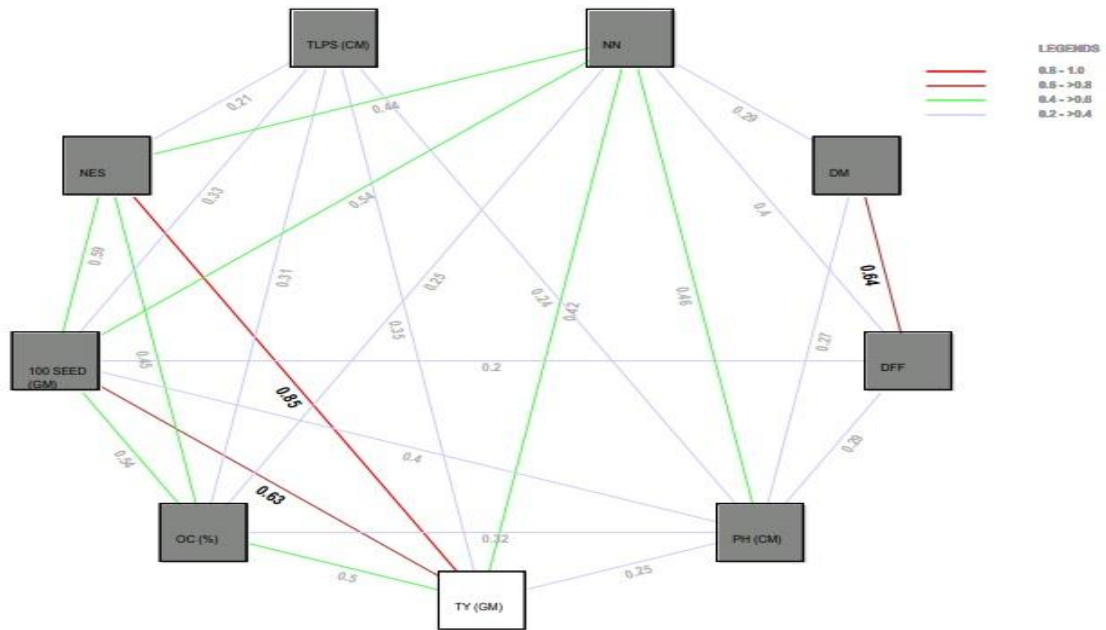 TLPS (CM)
NN
LEGENDS
0.8 - 1.0
0.6 - >0.8
0.4 - >0.6
0.2 - >0.4
0.21
0.44
0.29
NES
DM
0.33
0.54
0.4
0.59
0.31
0.25
0.24
0.42
0.46
0.64
0.35
0.27
100 SEED
(GM)
0.45
0.2
DFF
0.85
0.54
0.4
0.29
0.63
OC (%)
0.32
PH (CM)
0.5
0.25
TY (GM)